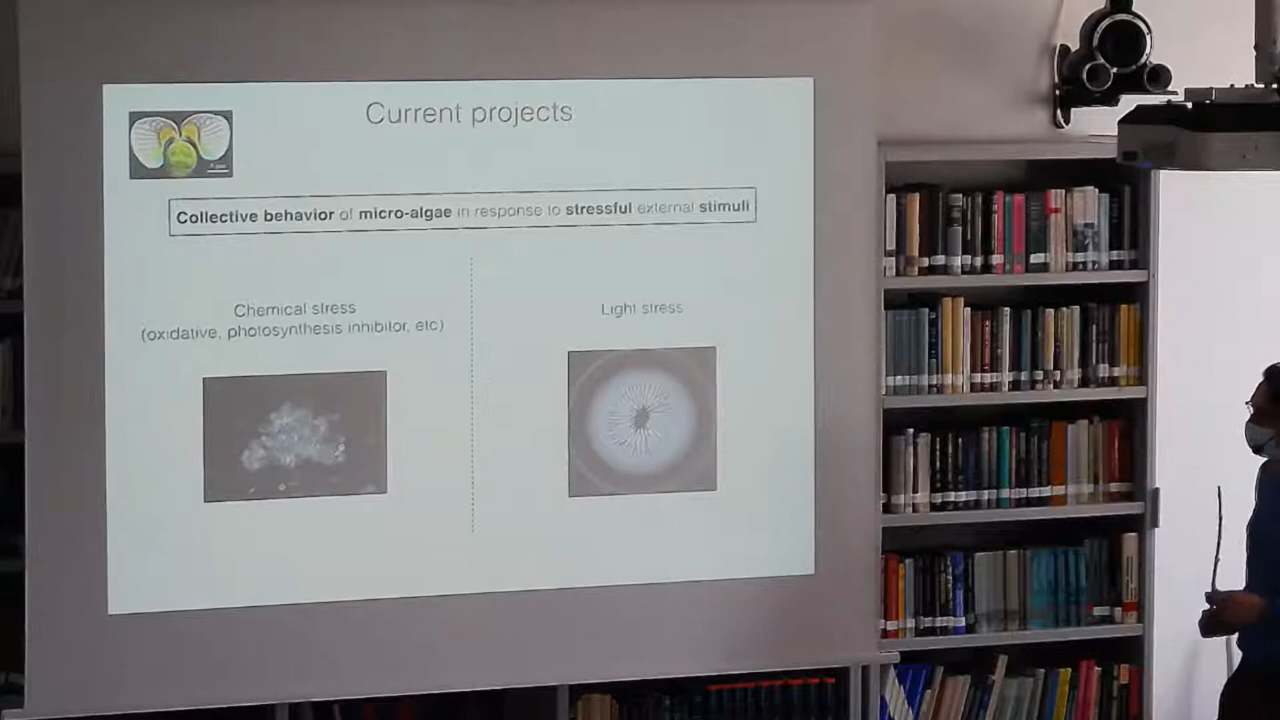 Current projects
Collective behavior of micro-algae in response to stressful external stimuli
Chemical stress
(oxidative, photosynthesis inhibitor, etc)
Light stress